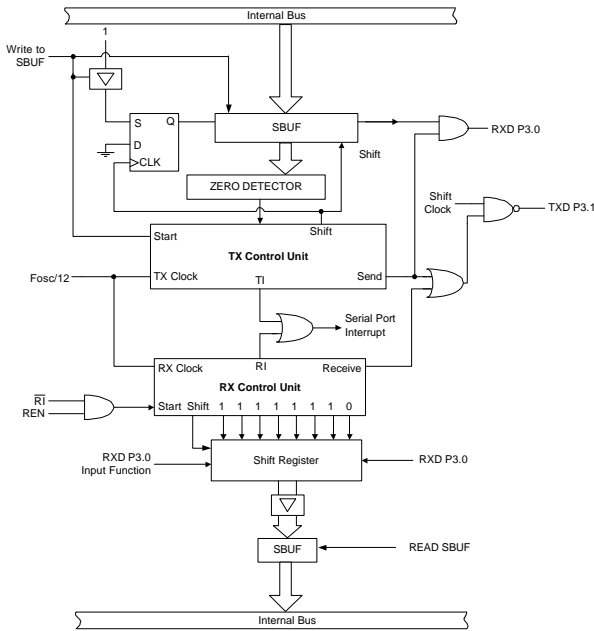 Internal Bus
1
Write to
SBUF
S Q
D
CLK
SBUF
RXD P3.0
Shift
ZERO DETECTOR
Shift
Clock
TXD P3.1
Start
Shift
TX Control Unit
Fosc/12
TX Clock
TI
Send
Serial Port
Interrupt
RX Clock
RI
Receive
RX Control Unit
RI
REN
Start Shift 1 1 1 1 1 1 1 0
RXD P3.0
Input Function
Shift Register
RXD P3.0
SBUF
READ SBUF
Internal Bus